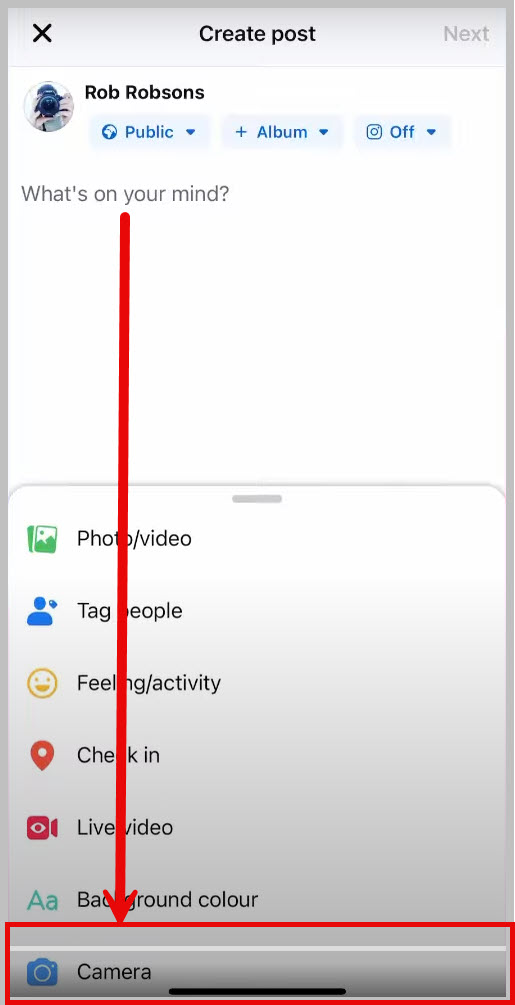 Create post
Next
Rob Robsons
Public
+ Album
Off
What's on your mind?
Photo/video
Tag people
Feeling/activity
Check in
Live video
Aa Background colour
Camera